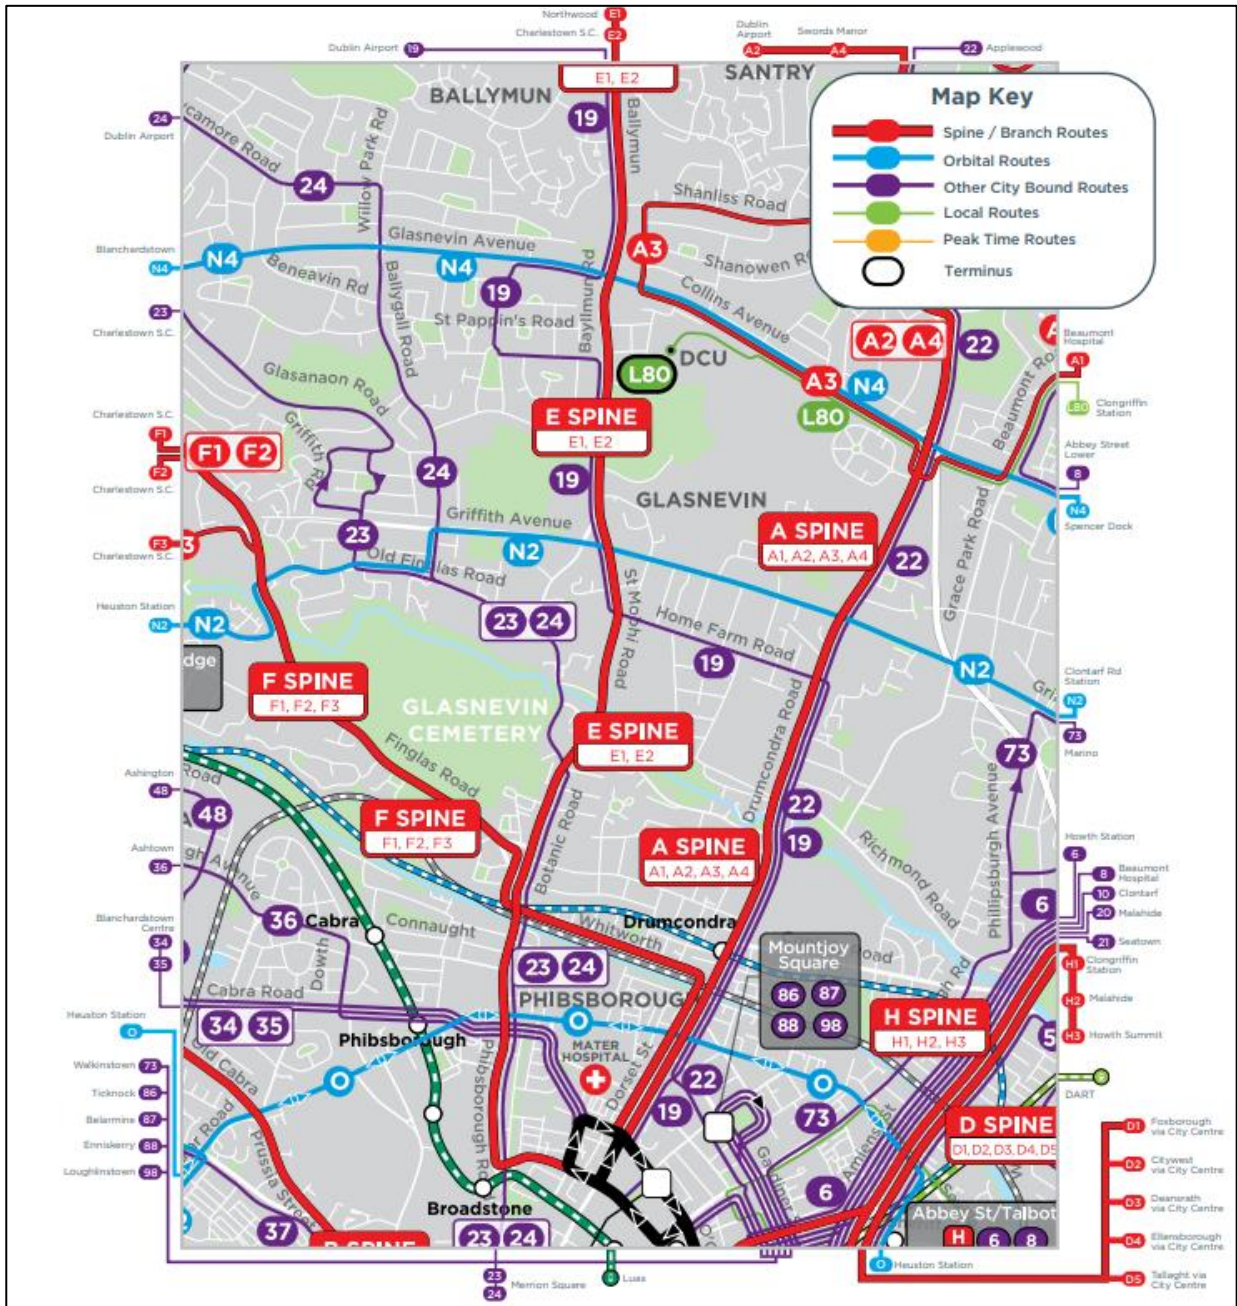 Northwood E1
Charlestown S.C. E2
Dublin Airport 19
Dublin
Airport
A2
Swords Manor
A4
22 Applewood
E1, E2
SANTRY
BALLYMUN
19
Ballymun
24
Dublin Airport
24
Willow Park Rd
Shanliss Road
Map Key
Spine / Branch Routes
Orbital Routes
Other City Bound Routes
Local Routes
Peak Time Routes
Terminus
Blanchardstown
N4
N4
Glasnevin Avenue
N4
Beneavin Rd
A3
Collins Avenue
19
St Pappin's Road
Ballygall Road
23
Charlestown S.C.
Glasanaon Road
DCU
L80
A3
N4
L80
A2 A4
22
Beaumont
Hospital
A1
L80
Clongriffin
Station
Abbey Street
Lower
8
N4
Spencer Dock
Charlestown S.C.
F1
F2
Charlestown S.C.
F1 F2
E SPINE
E1, E2
19
24
GLASNEVIN
Griffith Avenue
N2
23
Old Finglas Road
A SPINE
A1, A2, A3, A4
22
Grace Park Road
F3
Charlestown S.C.
Heuston Station
N2
N2
dge
23 24
St Mobhi Road
Home Farm Road
19
N2
Clontarf Rd
Station
N2
73
Marino
F SPINE
F1, F2, F3
GLASNEVIN
CEMETERY
E SPINE
E1, E2
Drumcondra Road
73
Phillipsburgh Avenue
Finglas Road
Ashington
48
Road
48
F SPINE
F1, F2, F3
Botanic Road
22
19
A SPINE
A1, A2, A3, A4
Richmond Road
Ashtown
36
36
Cabra
Connaught
Dowth
Whitworth
Drumcondra
6
Howth Station
6
8
Beaumont
Hospital
10 Clontarf
20 Malahide
21 Seatown
H1 Clongriffin
Station
H2 Malahide
H3 Howth Summit
Blanchardstown
Centre
34
35
Cabra Road
34 35
23 24
PHIBSBOROUG
Mountjoy
Square
86 87
88 98
H SPINE
H1, H2, H3
5
Heuston Station
O
Phibsborough
O
MATER
HOSPITAL
Dorset St
O
O
Walkinstown 73
Ticknock 86
Belarmine 87
Enniskerry 88
Loughlinstown 98
Old Cabra
Prussia Street
Phibsborough R
22
19
73
Amiens St
Gardiner S
DART
D SPINE
D1, D2, D3, D4, D5
D1 Foxborough
via City Centre
D2 Citywest
via City Centre
D3 Deansrath
via City Centre
D4 Ellensborough
via City Centre
D5 Tallaght via
City Centre
37
Broadstone
23 24
6
Abbey St/Talbot
H 6 8
23
24
Merrion Square
Luas
O
Heuston Station